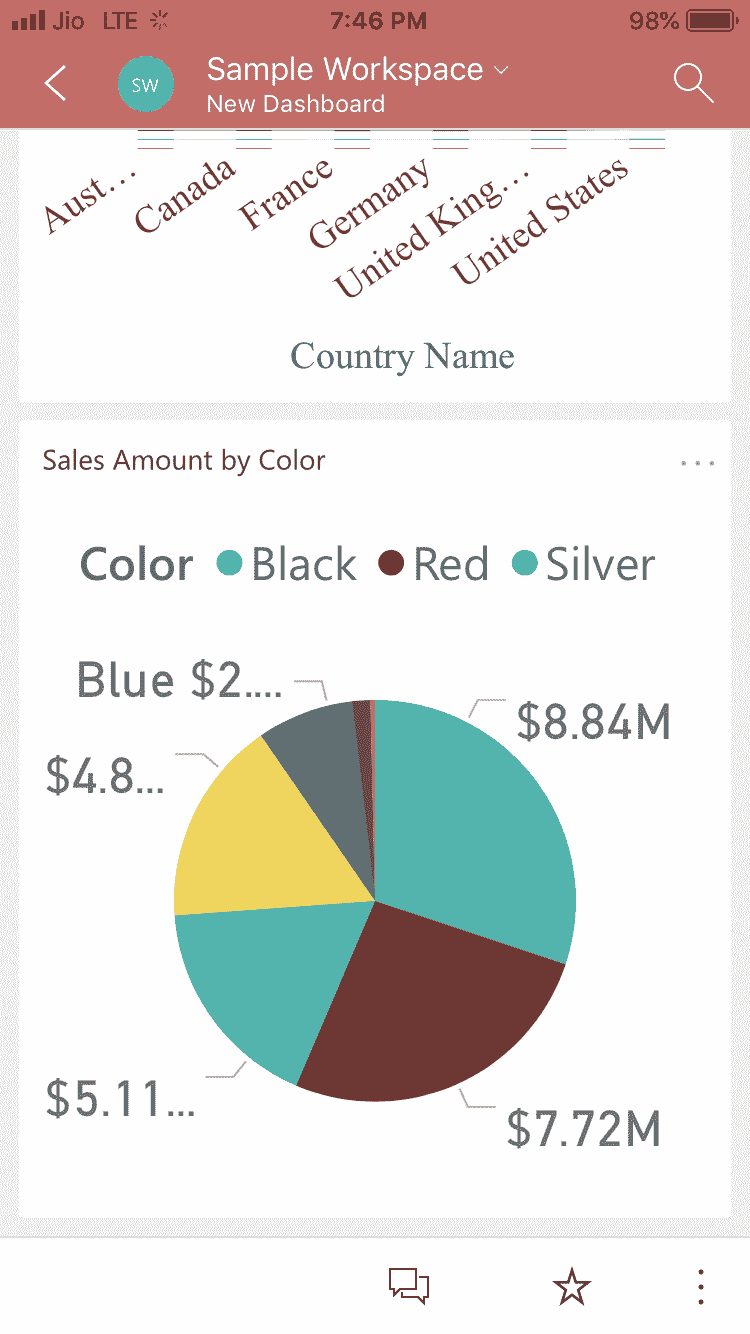 Jio LTE 7:46 PM 98%
SW
Sample Workspace
New Dashboard
Aust... Canada France Germany United King... United States
Country Name
Sales Amount by Color
Color Black Red Silver
Blue $2.... $8.84M
$4.8...
$5.11... $7.72M